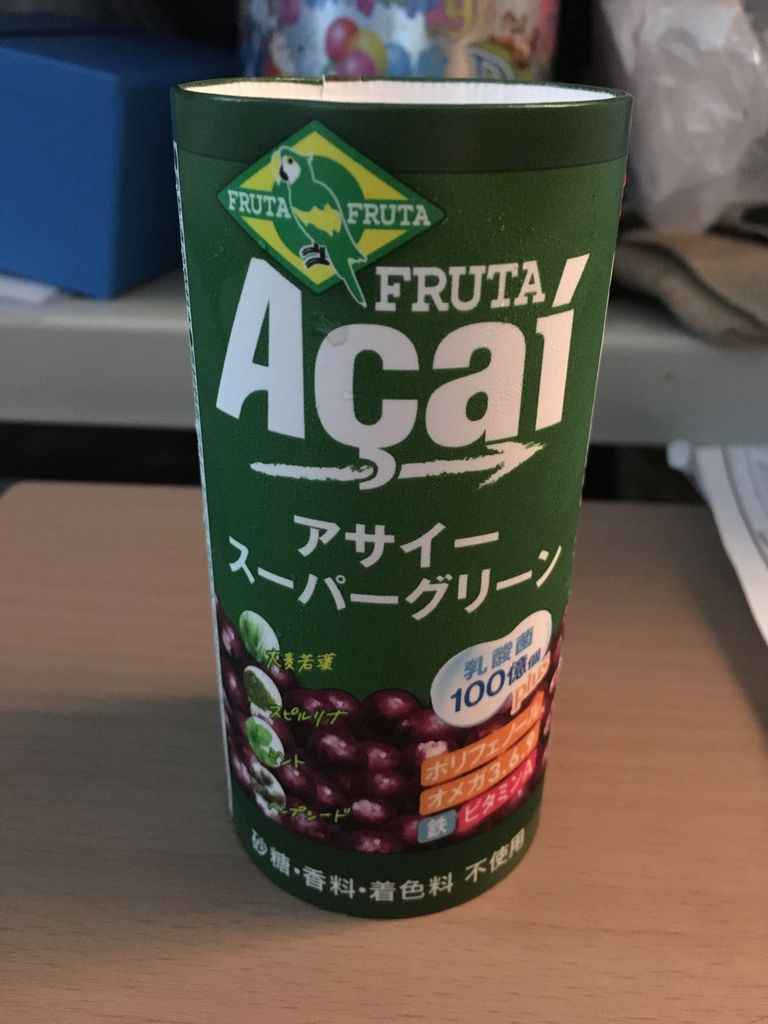 FRUTA FRUTA
FRUTA
Açaí
アサイー
スーパーグリーン
大麦若葉
スピルリナ
ミント
ヘンプシード
乳酸菌
100億個
plus
ポリフェノール
オメガ3,6,9
鉄 ビタミンA
砂糖・香料・着色料 不使用